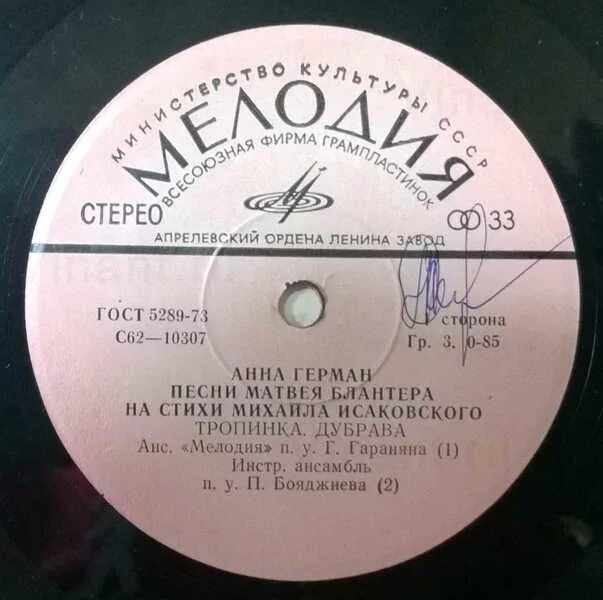 МИНИСТЕРСТВО КУЛЬТУРЫ СССР
МЕЛОДИЯ
ВСЕСОЮЗНАЯ ФИРМА ГРАМПЛАСТИНОК
СТЕРЕО 33
АПРЕЛЕВСКИЙ ОРДЕНА ЛЕНИНА ЗАВОД
ГОСТ 5289-73
С62—10307
1 сторона
Гр. 3. 0-85
АННА ГЕРМАН
ПЕСНИ МАТВЕЯ БЛАНТЕРА
НА СТИХИ МИХАИЛА ИСАКОВСКОГО
ТРОПИНКА, ДУБРАВА
Анс. «Мелодия» п. у. Г. Гараняна (1)
Инстр. ансамбль
п. у. П. Бояджиева (2)